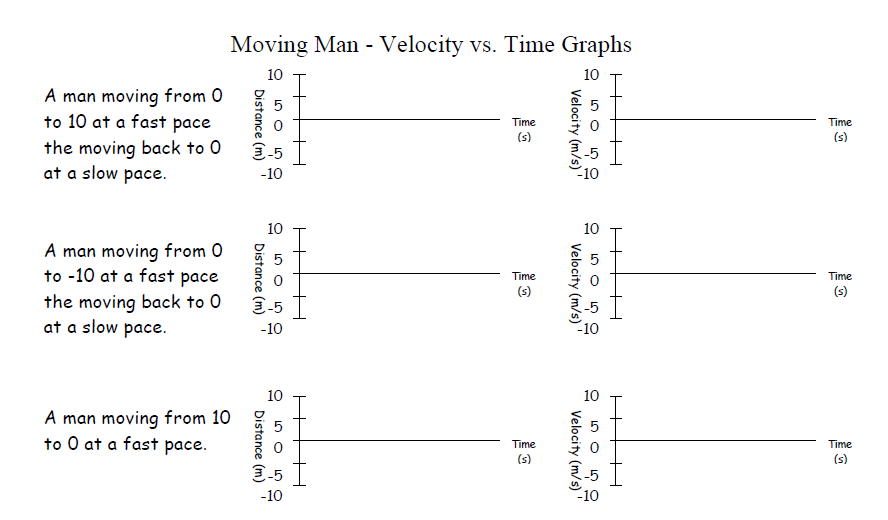 Moving Man - Velocity vs. Time Graphs
A man moving from 0
to 10 at a fast pace
the moving back to 0
at a slow pace.
10
5
0
-5
-10
Distance (m)
Time
(s)
10
5
0
-5
-10
Velocity (m/s)
Time
(s)
A man moving from 0
to -10 at a fast pace
the moving back to 0
at a slow pace.
10
5
0
-5
-10
Distance (m)
Time
(s)
10
5
0
-5
-10
Velocity (m/s)
Time
(s)
A man moving from 10
to 0 at a fast pace.
10
5
0
-5
-10
Distance (m)
Time
(s)
10
5
0
-5
-10
Velocity (m/s)
Time
(s)